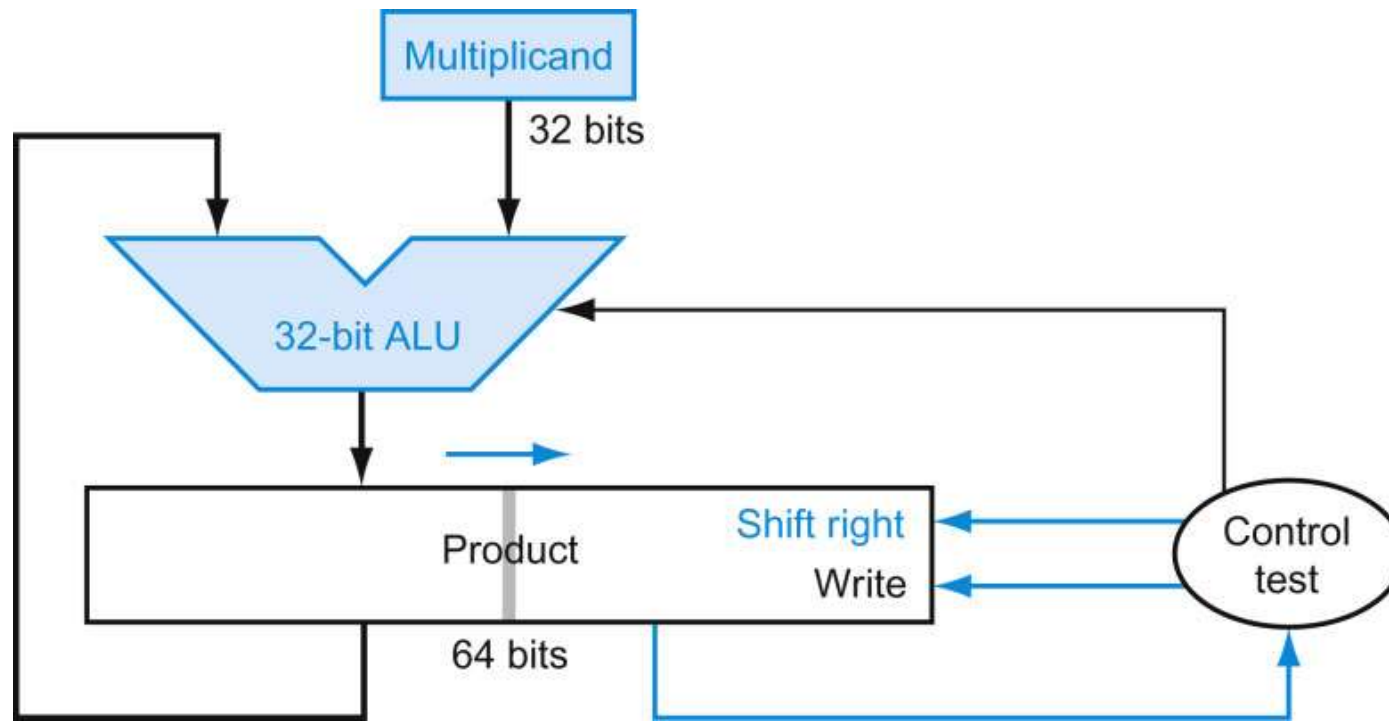 Multiplicand
32 bits
32-bit ALU
Product
Shift right
Write
64 bits
Control
test